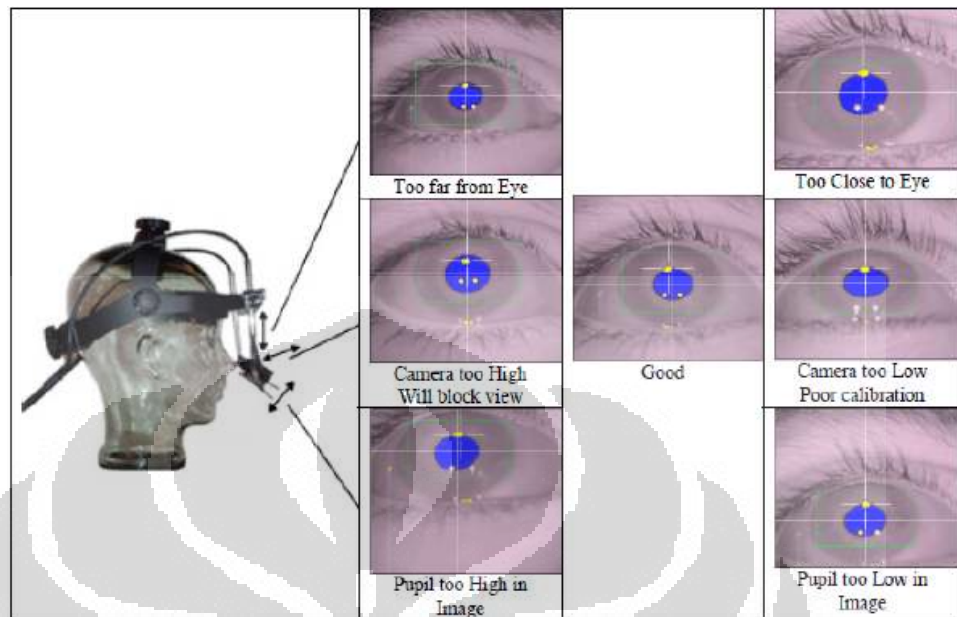 Too far from Eye
Too Close to Eye
Camera too High
Will block view
Good
Camera too Low
Poor calibration
Pupil too High in
Image
Pupil too Low in
Image